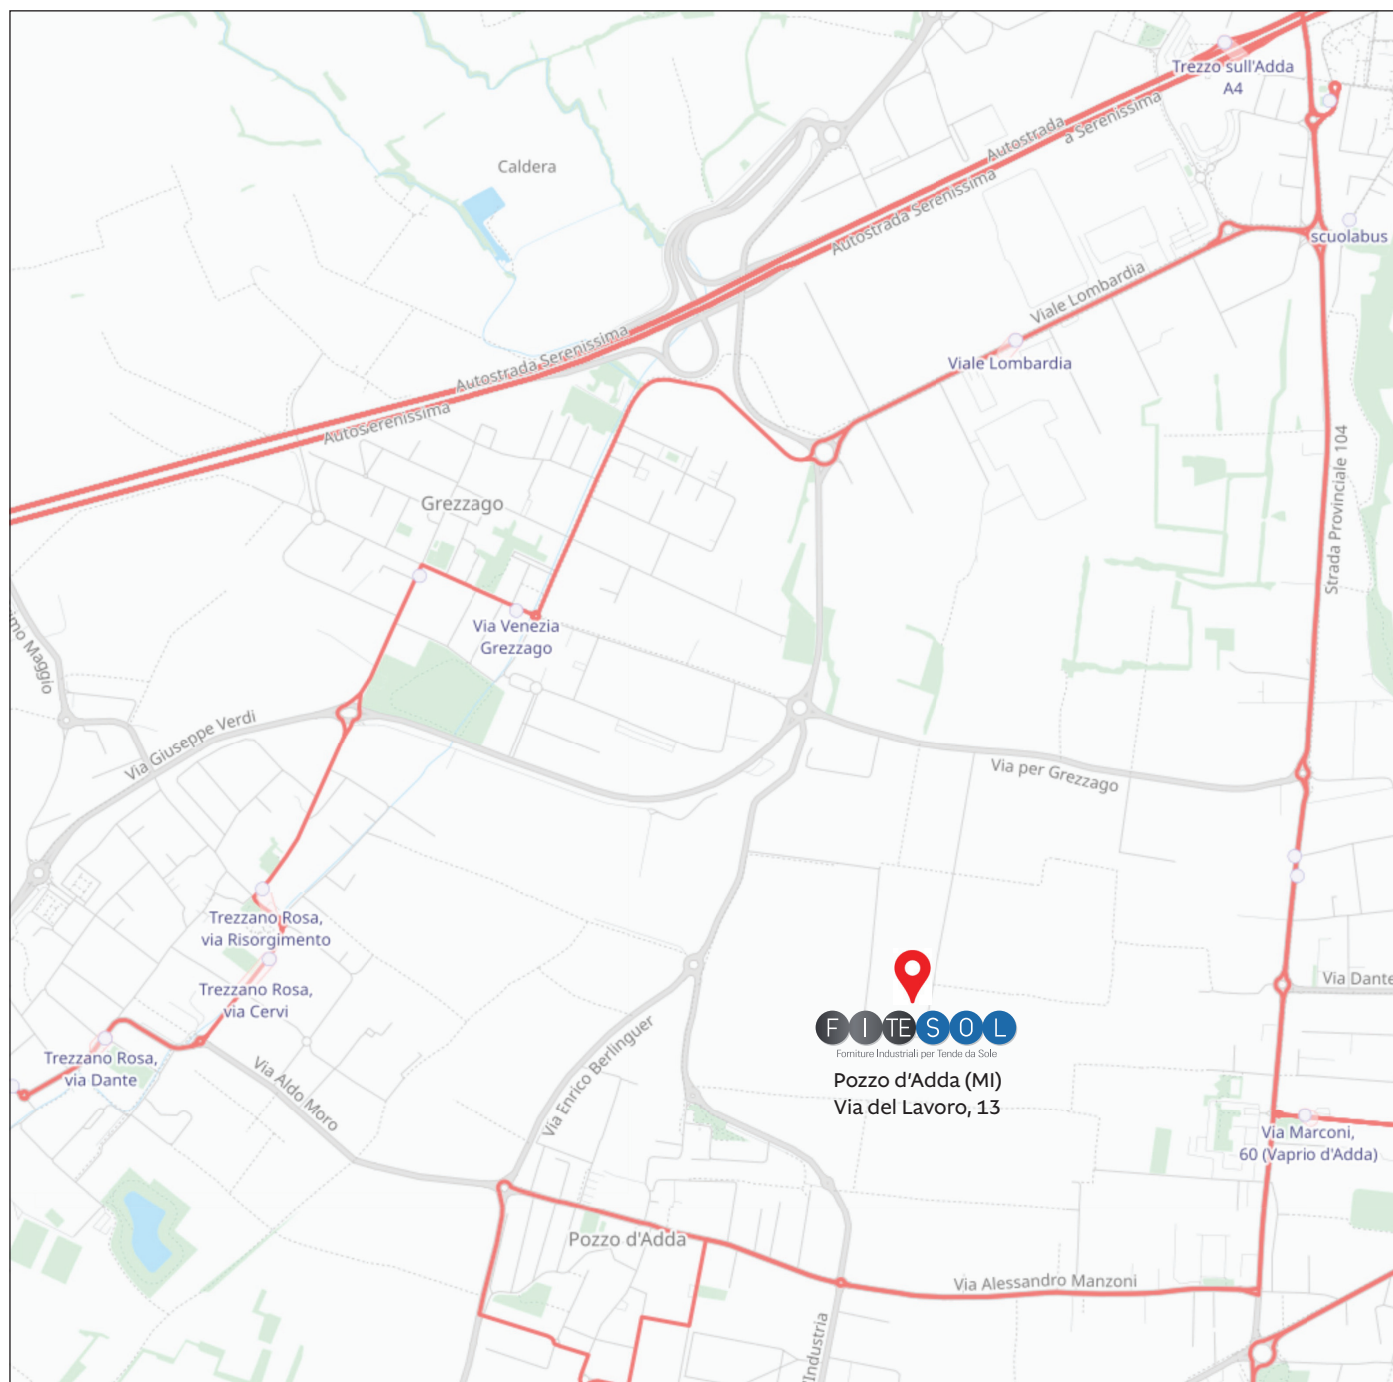 Trezzo sull'Adda
A4
Autostrada
a Serenissima
Caldera
Autostrada Serenissima
scuolabus
Viale Lombardia
Autostrada Serenissima
Viale Lombardia
Autoserenissima
Strada Provinciale 104
Grezzago
Via Venezia
Grezzago
imo Maggio
Via Giuseppe Verdi
Via per Grezzago
Trezzano Rosa,
via Risorgimento
Via Dante
Trezzano Rosa,
via Cervi
FITESOL
Forniture Industriali per Tende da Sole
Trezzano Rosa,
via Dante
Via Aldo Moro
Via Enrico Berlinguer
Pozzo d'Adda (MI)
Via del Lavoro, 13
Via Marconi,
60 (Vaprio d'Adda)
Pozzo d'Adda
Via Alessandro Manzoni
'Industria